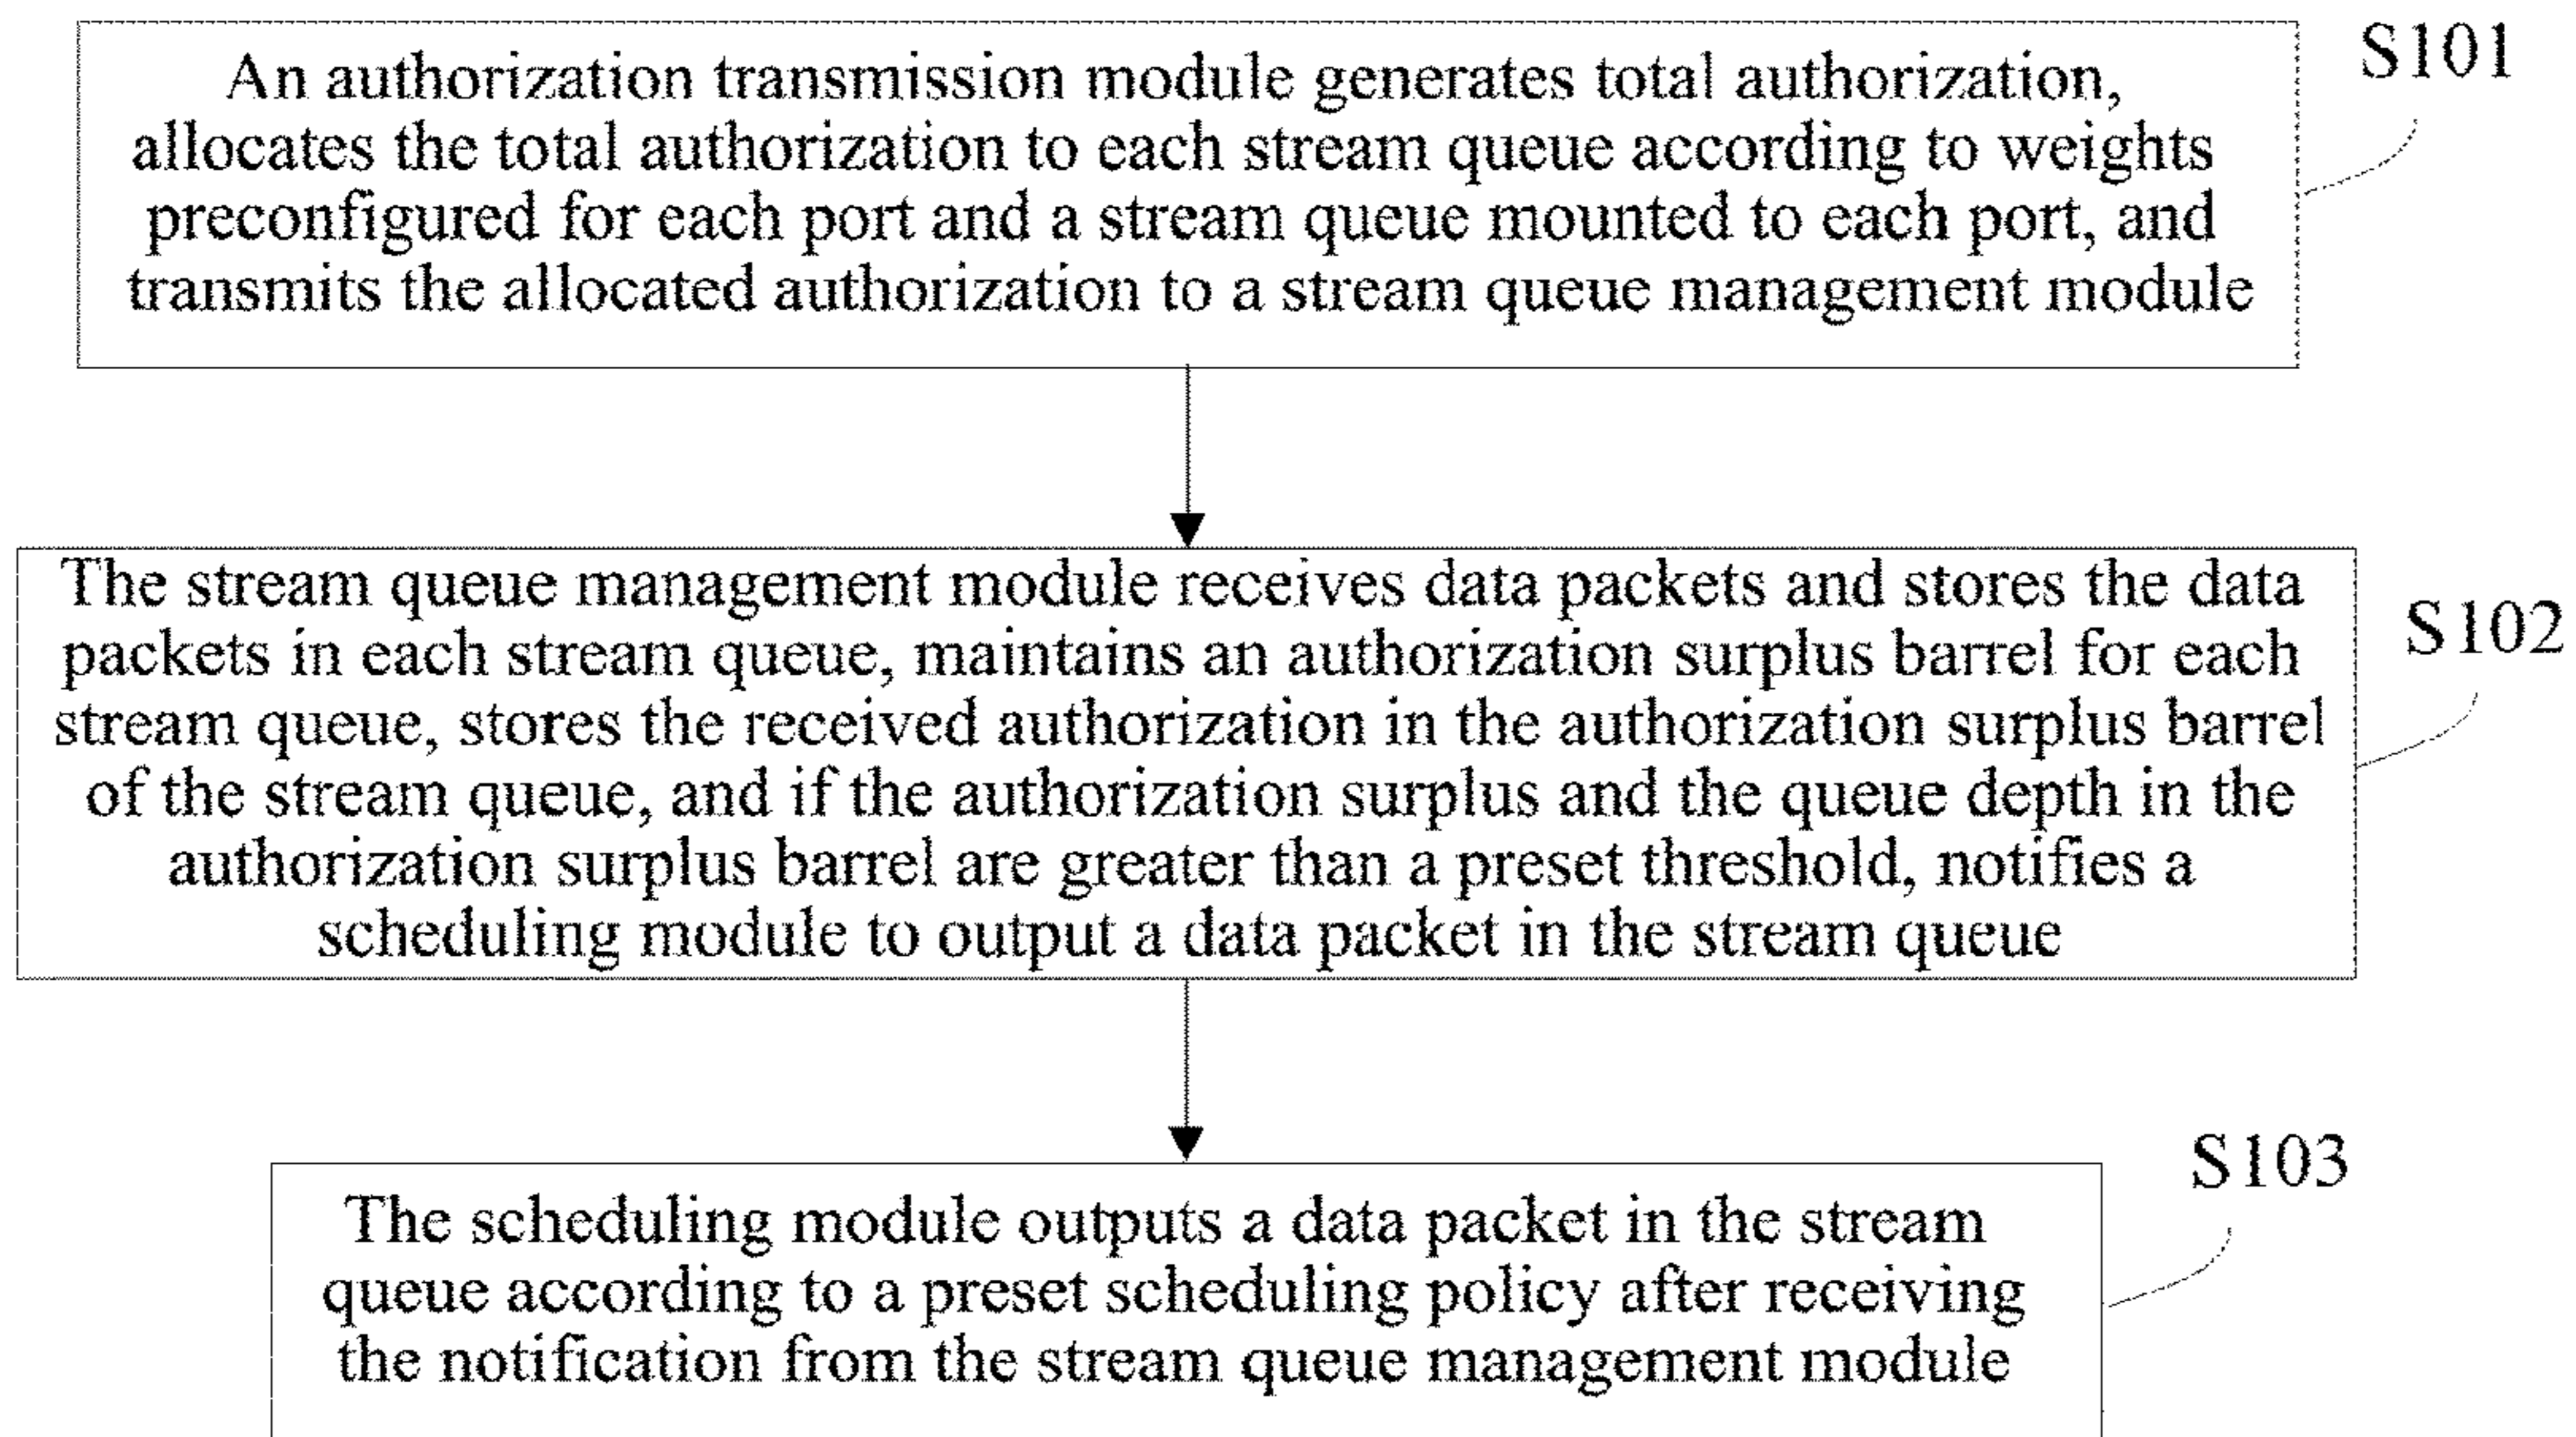 An authorization transmission module generates total authorization,
allocates the total authorization to each stream queue according to weights
preconfigured for each port and a stream queue mounted to each port, and
transmits the allocated authorization to a stream queue management module
S101
The stream queue management module receives data packets and stores the data
packets in each stream queue, maintains an authorization surplus barrel for each
stream queue, stores the received authorization in the authorization surplus barrel
of the stream queue, and if the authorization surplus and the queue depth in the
authorization surplus barrel are greater than a preset threshold, notifies a
scheduling module to output a data packet in the stream queue
S102
The scheduling module outputs a data packet in the stream
queue according to a preset scheduling policy after receiving
the notification from the stream queue management module
S103